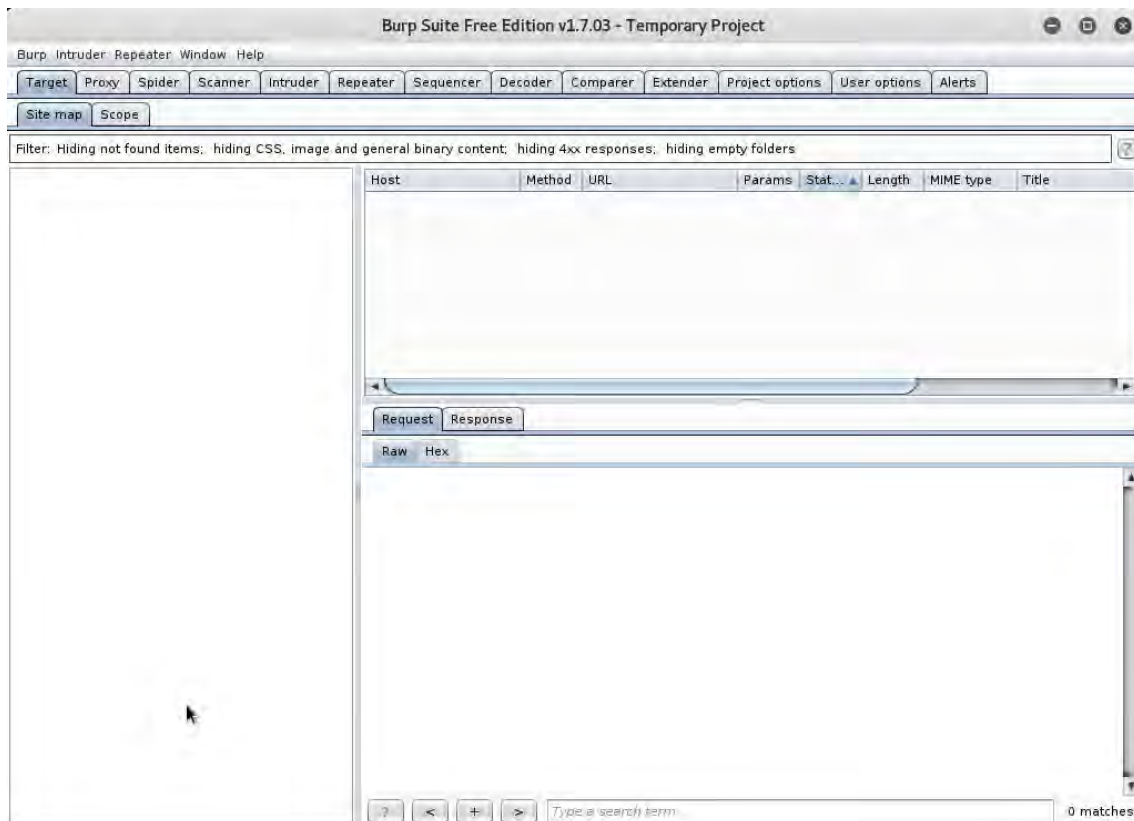 Burp Suite Free Edition v1.7.03 - Temporary Project
Burp Intruder Repeater Window Help
Target Proxy Spider Scanner Intruder Repeater Sequencer Decoder Comparer Extender Project options User options Alerts
Site map Scope
Filter: Hiding not found items; hiding CSS, image and general binary content; hiding 4xx responses; hiding empty folders ?
Host Method URL Params Stat... Length MIME type Title
Request Response
Raw Hex
? < + > Type a search term 0 matches